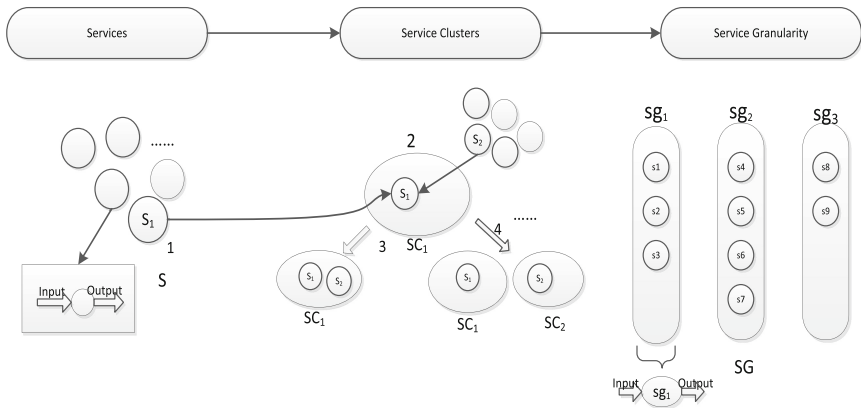 Services
Service Clusters
Service Granularity
......
S1
1
S
Input
Output
2
S2
S1
SC1
......
3
4
S1
S2
SC1
S1
SC1
S2
SC2
sg1
sg2
sg3
s1
s2
s3
s4
s5
s6
s7
s8
s9
SG
Input
sg1
Output